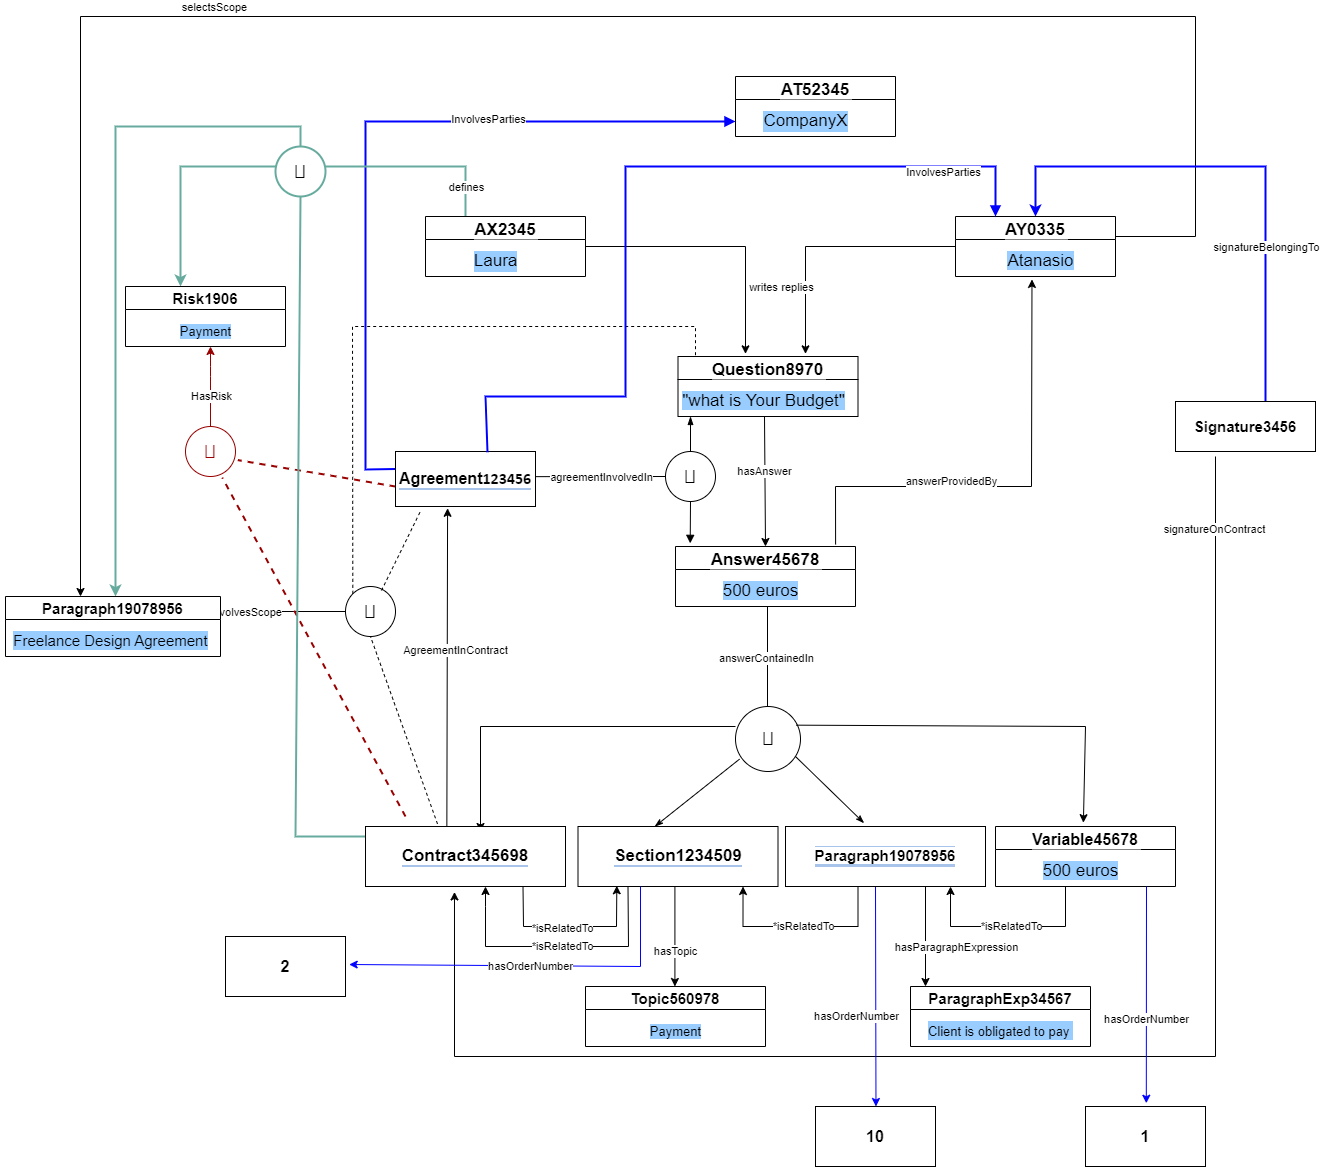 selectsScope
AT52345
CompanyX
InvolvesParties
InvolvesParties
defines
AX2345
Laura
AY0335
Atanasio
signatureBelongingTo
writes replies
Risk1906
Payment
Question8970
"what is Your Budget"
HasRisk
Signature3456
Agreement123456
agreementInvolvedIn
hasAnswer
answerProvidedBy
signatureOnContract
Answer45678
500 euros
Paragraph19078956
Freelance Design Agreement
volvesScope
AgreementInContract
answerContainedIn
Contract345698
Section1234509
Paragraph19078956
Variable45678
500 euros
*isRelatedTo
*isRelatedTo
*isRelatedTo
*isRelatedTo
hasTopic
hasParagraphExpression
hasOrderNumber
2
Topic560978
Payment
ParagraphExp34567
Client is obligated to pay
hasOrderNumber
hasOrderNumber
10
1